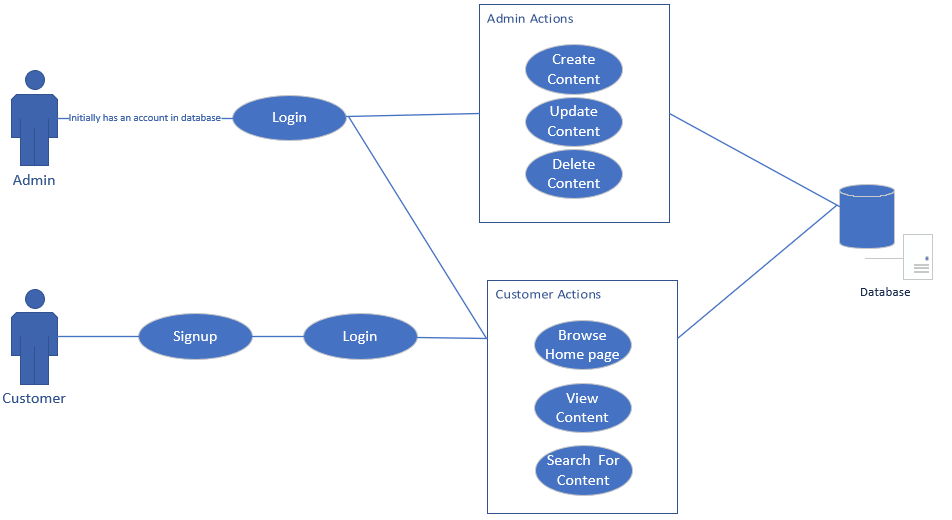 Admin Actions
Create
Content
Update
Content
Delete
Content
Initially has an account in database
Login
Admin
Database
Customer Actions
Browse
Home page
View
Content
Search For
Content
Signup
Login
Customer